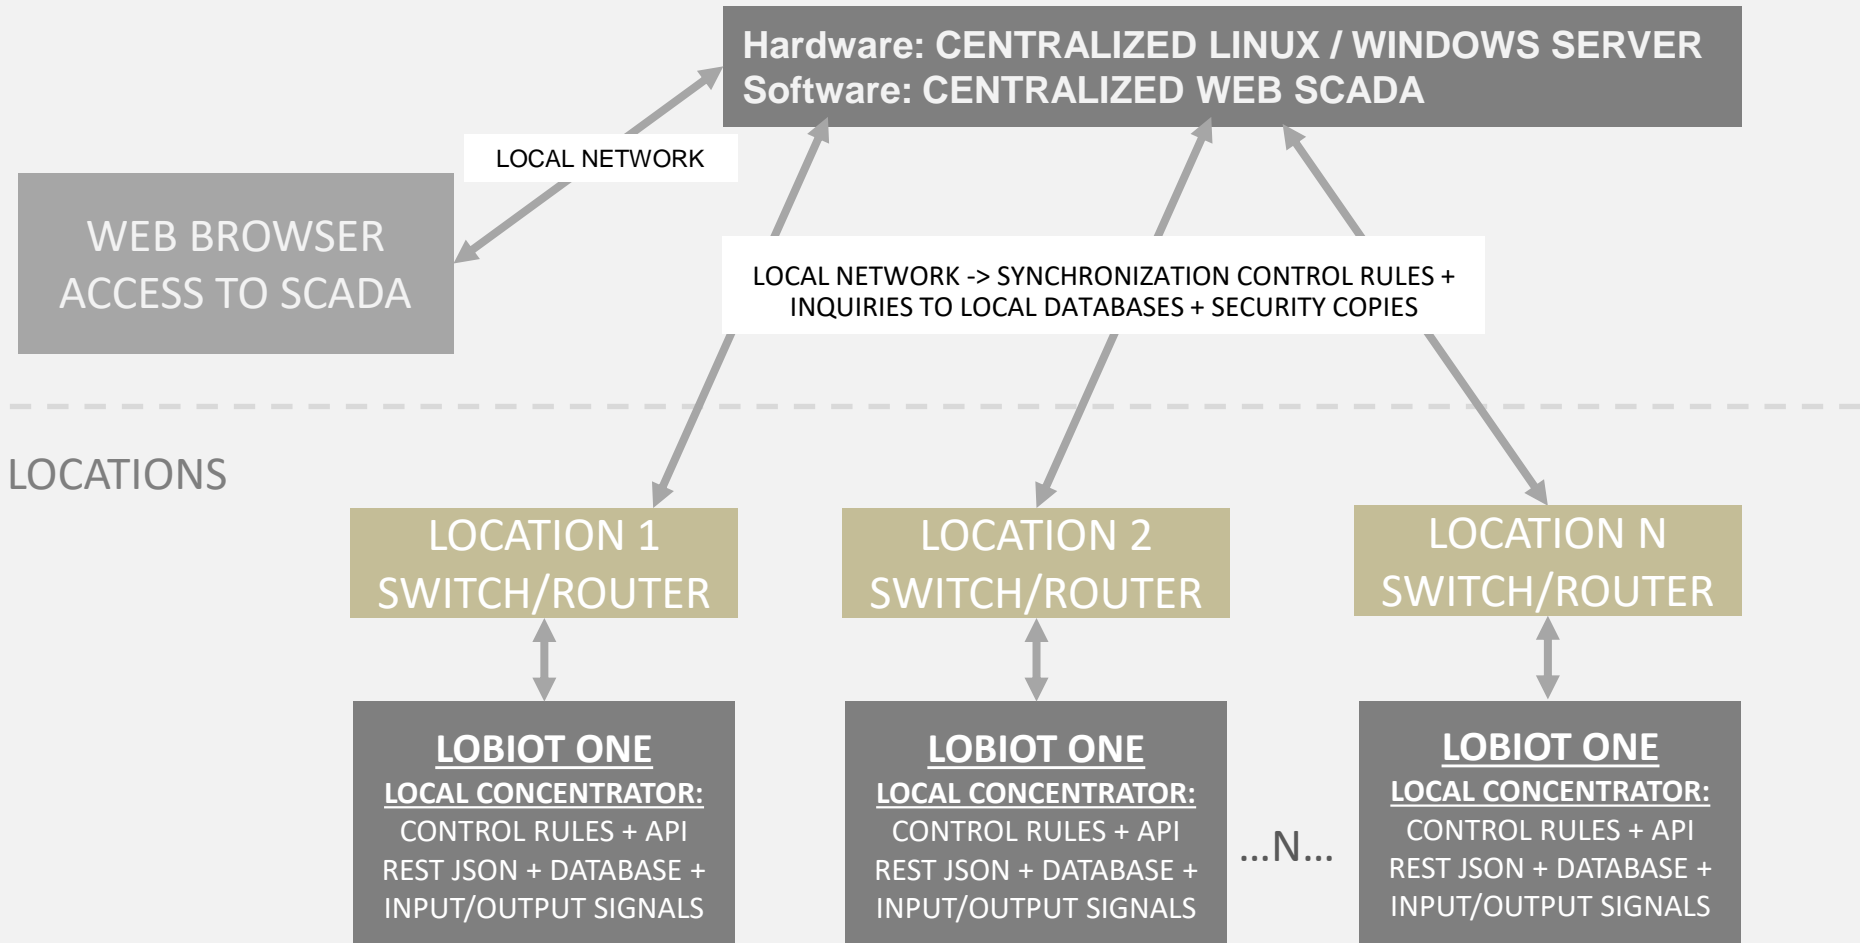 Hardware: CENTRALIZED LINUX / WINDOWS SERVER
Software: CENTRALIZED WEB SCADA
LOCAL NETWORK
WEB BROWSER
ACCESS TO SCADA
LOCAL NETWORK -> SYNCHRONIZATION CONTROL RULES +
INQUIRIES TO LOCAL DATABASES + SECURITY COPIES
LOCATIONS
LOCATION 1
SWITCH/ROUTER
LOCATION 2
SWITCH/ROUTER
LOCATION N
SWITCH/ROUTER
LOBIOT ONE
LOCAL CONCENTRATOR:
CONTROL RULES + API
REST JSON + DATABASE +
INPUT/OUTPUT SIGNALS
LOBIOT ONE
LOCAL CONCENTRATOR:
CONTROL RULES + API
REST JSON + DATABASE +
INPUT/OUTPUT SIGNALS
...N...
LOBIOT ONE
LOCAL CONCENTRATOR:
CONTROL RULES + API
REST JSON + DATABASE +
INPUT/OUTPUT SIGNALS